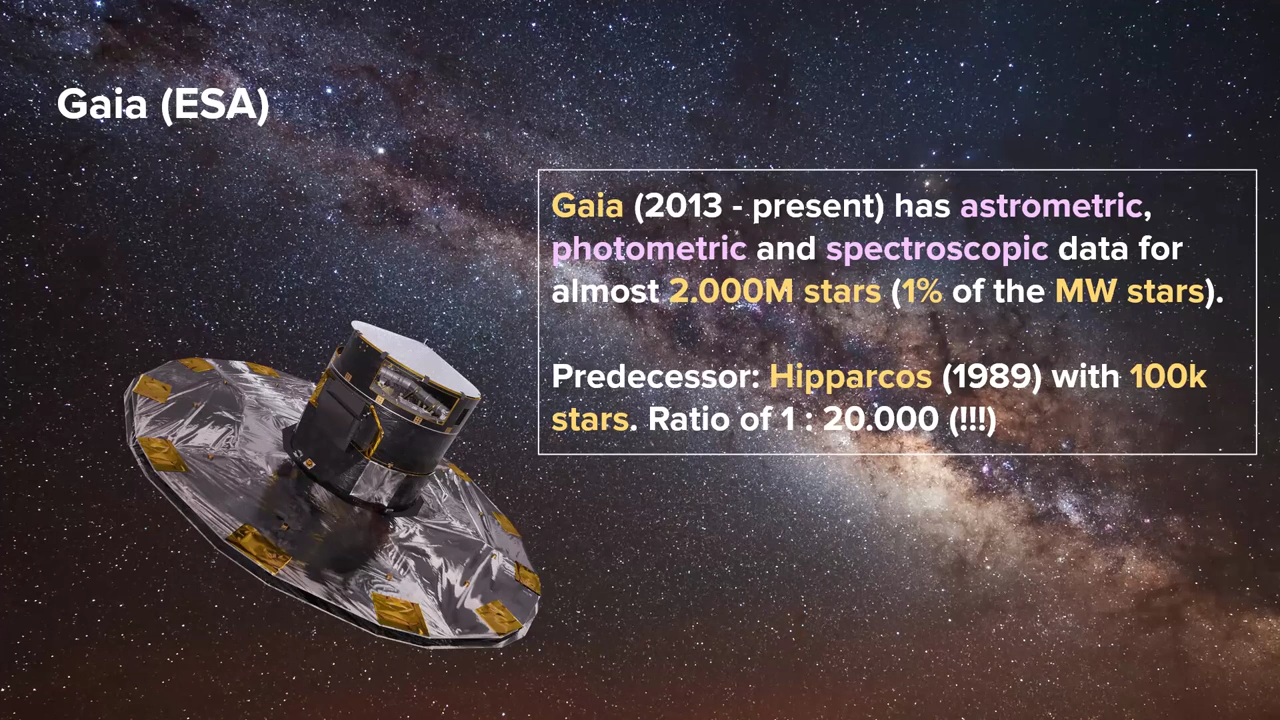 Gaia (ESA)
Gaia (2013 - present) has astrometric,
photometric and spectroscopic data for
almost 2.000M stars (1% of the MW stars).
Predecessor: Hipparcos (1989) with 100k
stars. Ratio of 1 : 20.000 (!!!)